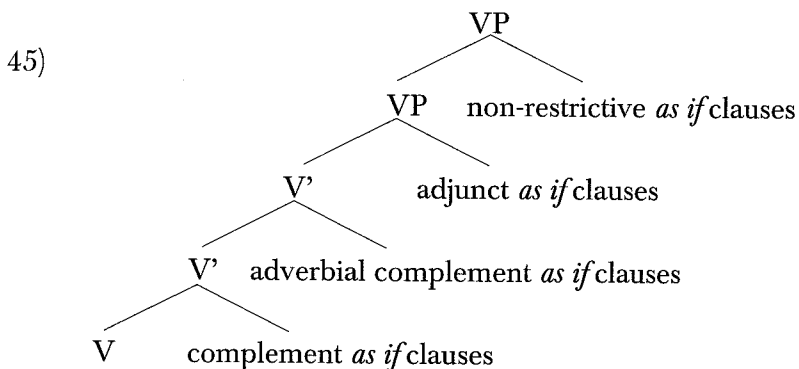 VP
45)
VP non-restrictive as if clauses
V' adjunct as if clauses
V' adverbial complement as if clauses
V complement as if clauses